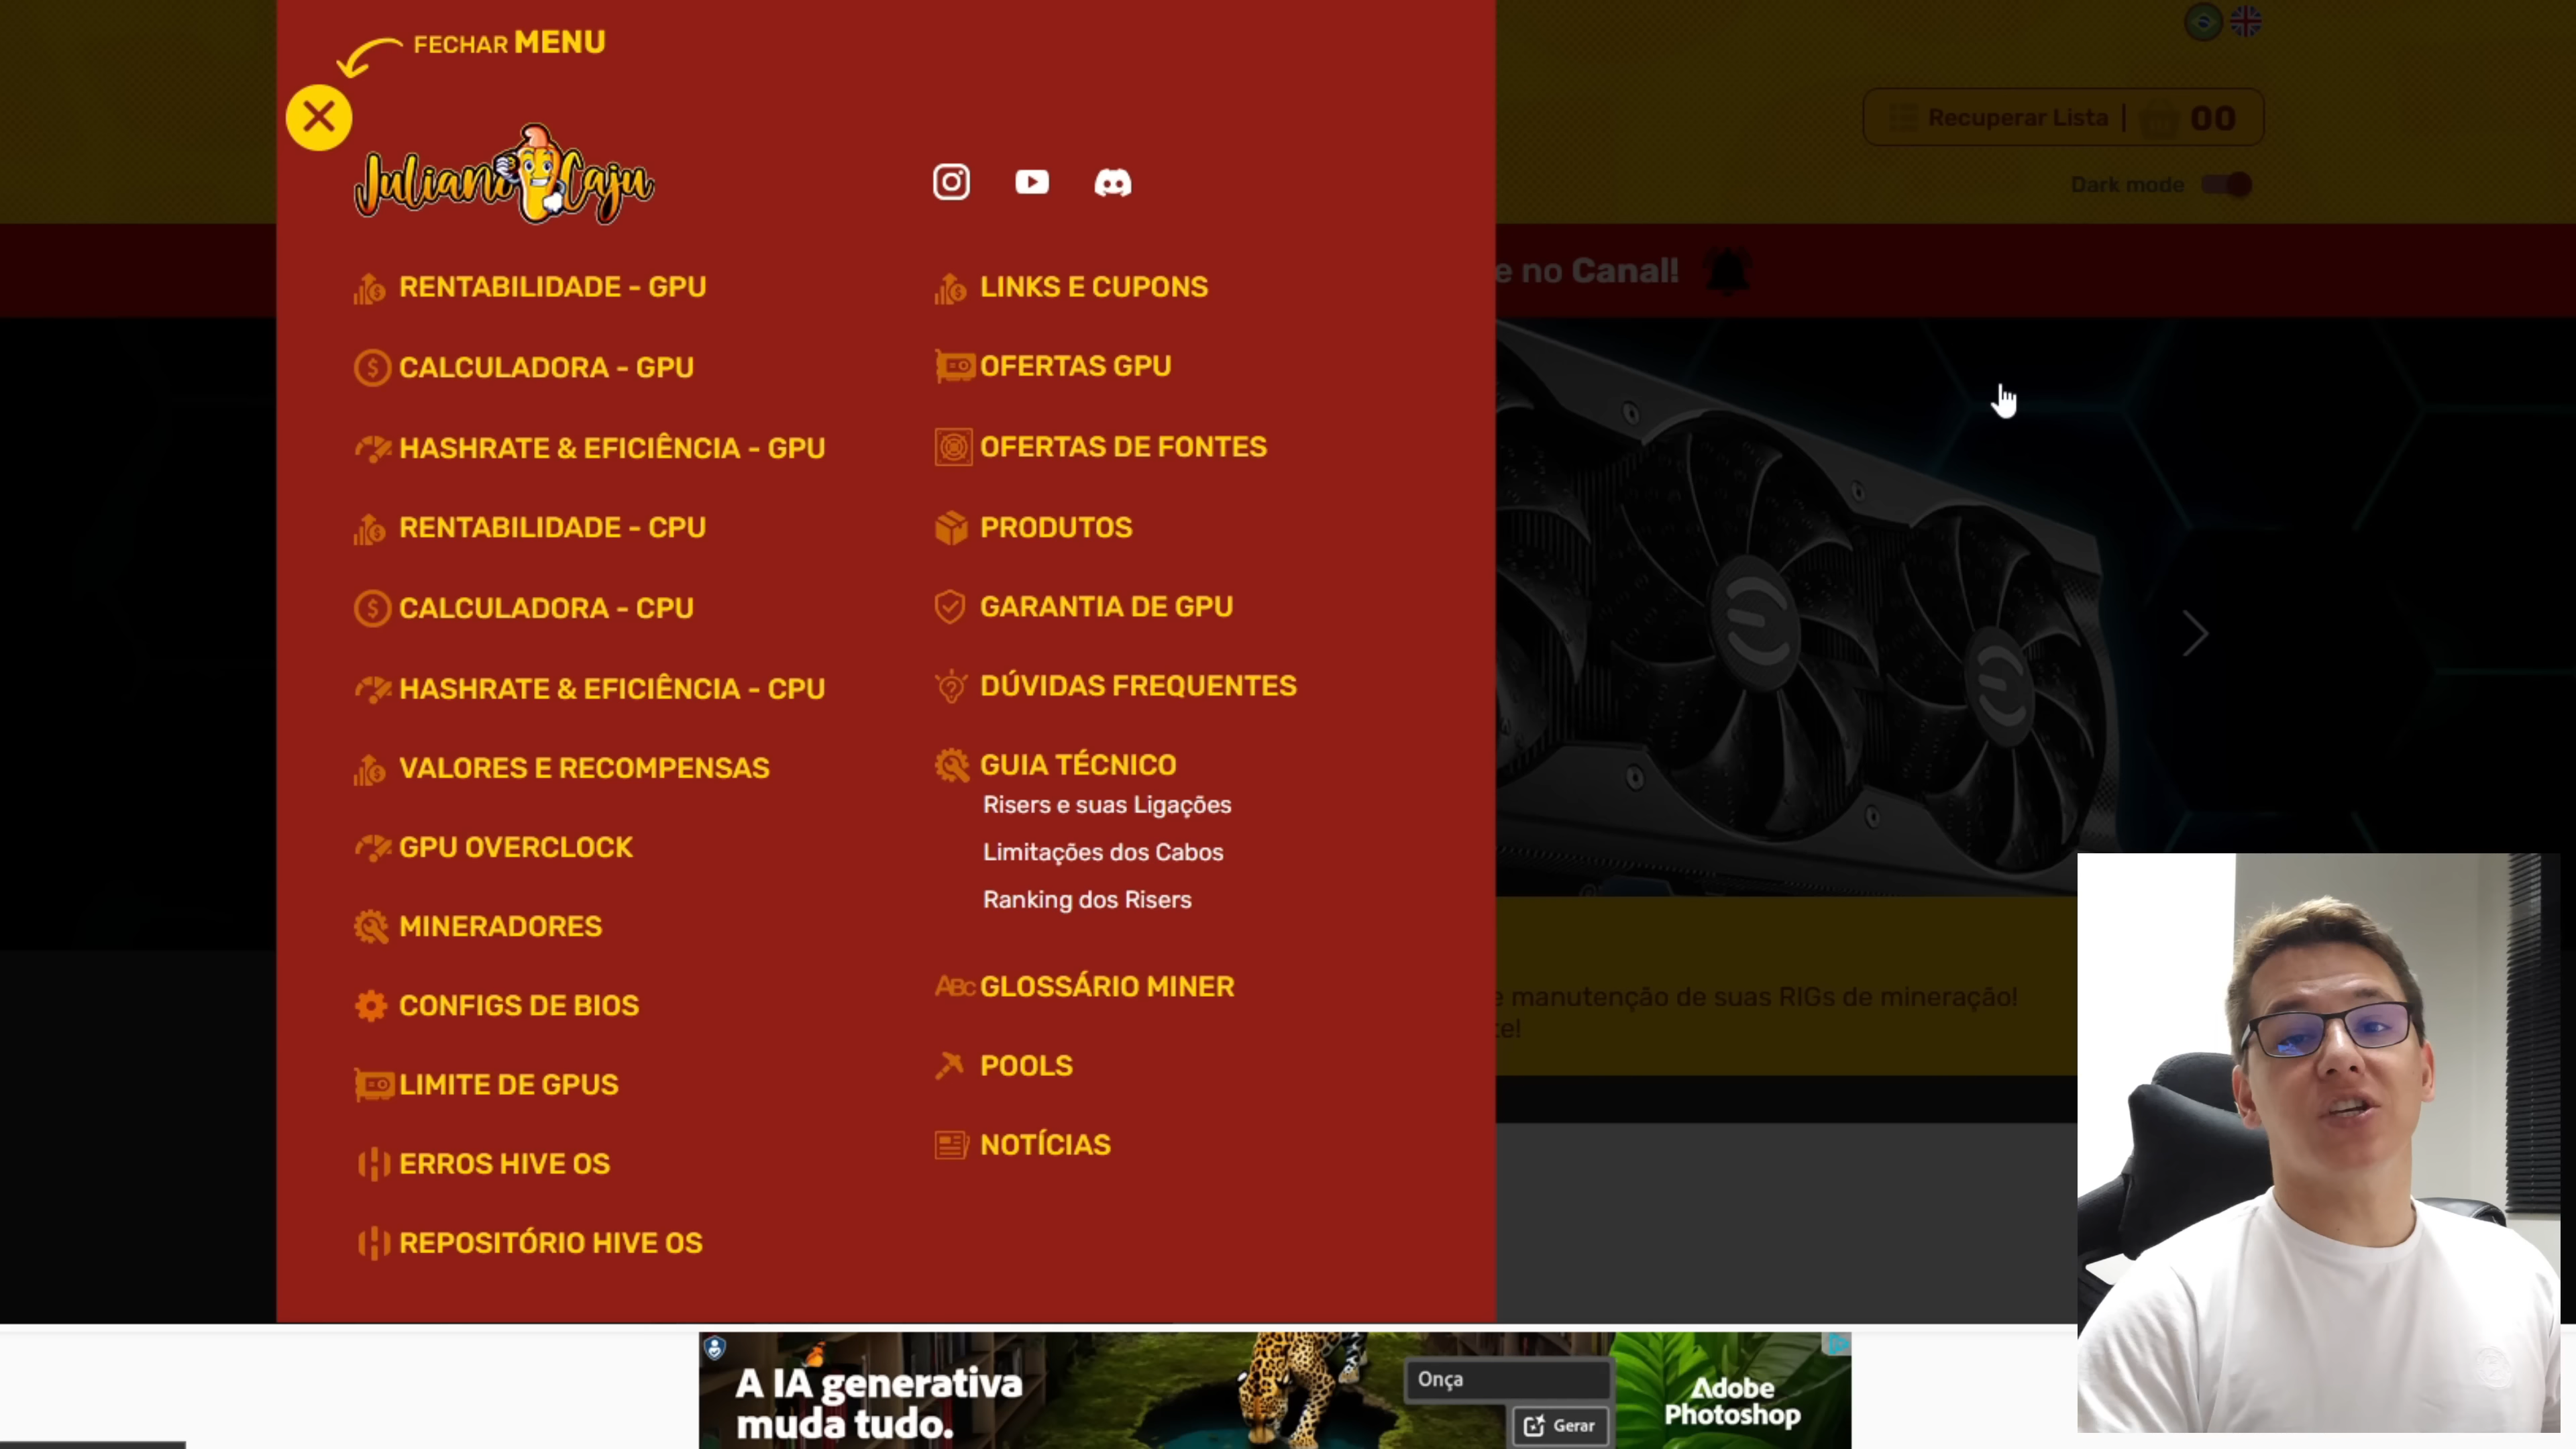 FECHAR MENU
Juliano Caju
RENTABILIDADE - GPU
CALCULADORA - GPU
HASHRATE & EFICIÊNCIA - GPU
RENTABILIDADE - CPU
CALCULADORA - CPU
HASHRATE & EFICIÊNCIA - CPU
VALORES E RECOMPENSAS
GPU OVERCLOCK
MINERADORES
CONFIGS DE BIOS
LIMITE DE GPUS
ERROS HIVE OS
REPOSITÓRIO HIVE OS
LINKS E CUPONS
OFERTAS GPU
OFERTAS DE FONTES
PRODUTOS
GARANTIA DE GPU
DÚVIDAS FREQUENTES
GUIA TÉCNICO
Risers e suas Ligações
Limitações dos Cabos
Ranking dos Risers
ABC GLOSSÁRIO MINER
POOLS
NOTÍCIAS
Recuperar Lista | 00
Dark mode
e no Canal!
e manutenção de suas RIGs de mineração!
te!
A IA generativa
muda tudo.
Onça
Gerar
Adobe
Photoshop